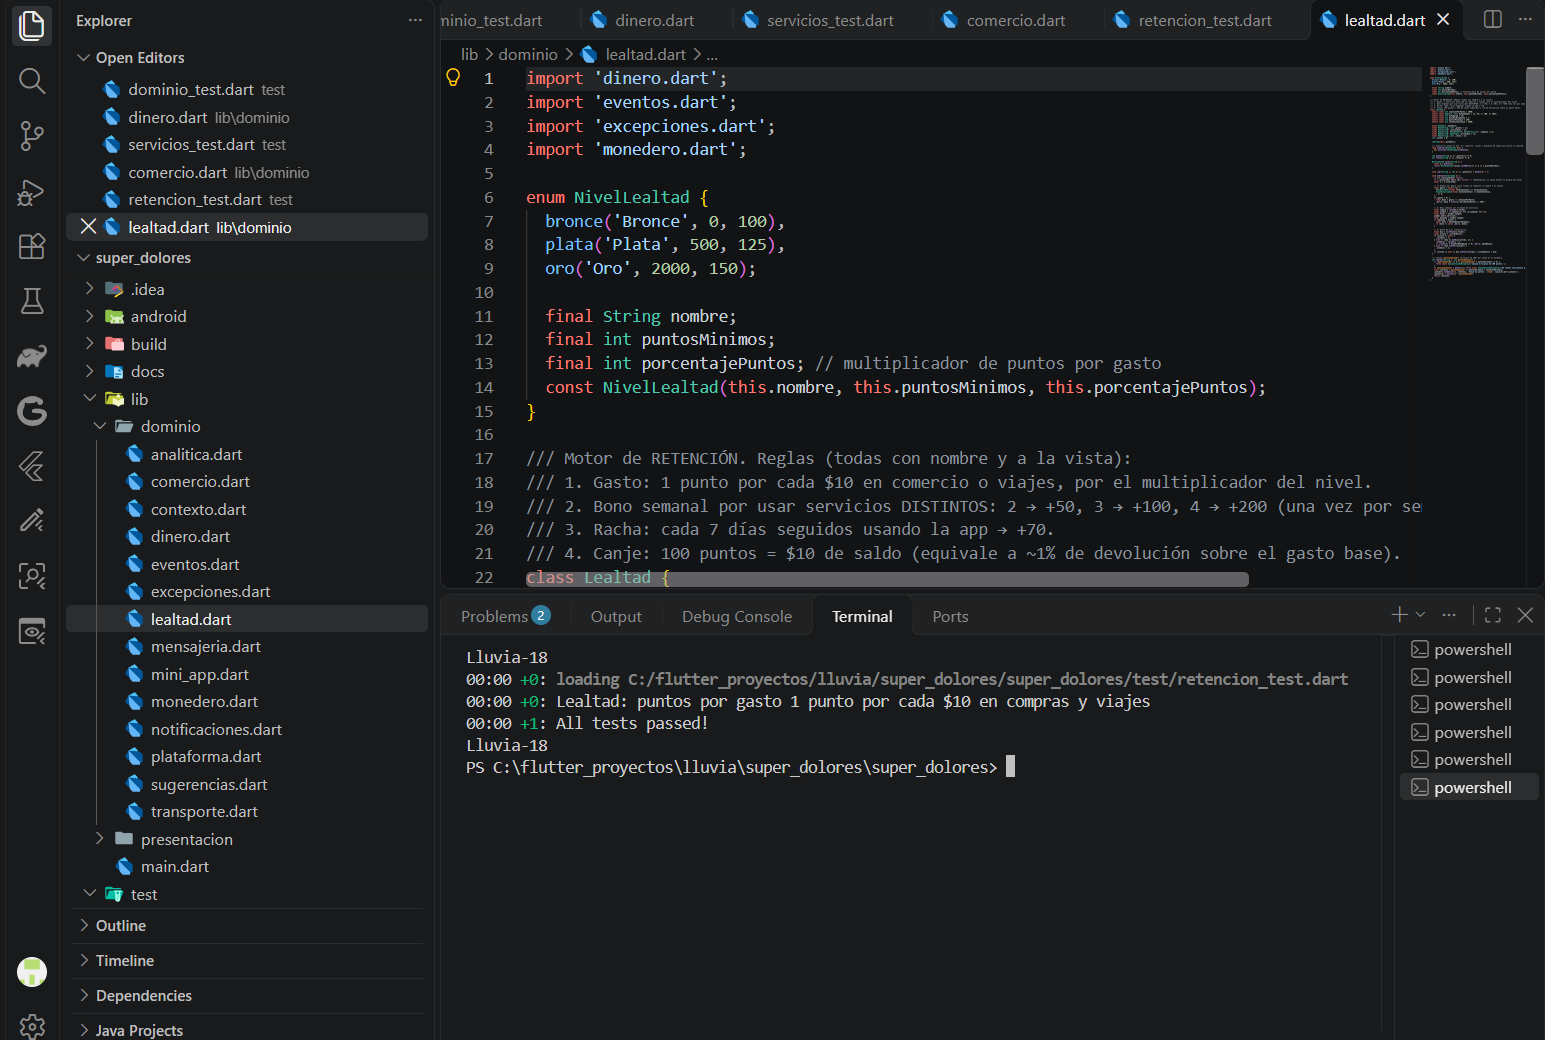 Explorer
Open Editors
dominio_test.dart test
dinero.dart lib\dominio
servicios_test.dart test
comercio.dart lib\dominio
retencion_test.dart test
lealtad.dart lib\dominio
super_dolores
.idea
android
build
docs
lib
dominio
analitica.dart
comercio.dart
contexto.dart
dinero.dart
eventos.dart
excepciones.dart
lealtad.dart
mensajeria.dart
mini_app.dart
monedero.dart
notificaciones.dart
plataforma.dart
sugerencias.dart
transporte.dart
presentacion
main.dart
test
Outline
Timeline
Dependencies
Java Projects
minio_test.dart dinero.dart servicios_test.dart comercio.dart retencion_test.dart lealtad.dart
lib > dominio > lealtad.dart > ...
1 import 'dinero.dart';
2 import 'eventos.dart';
3 import 'excepciones.dart';
4 import 'monedero.dart';
5
6 enum NivelLealtad {
7 bronce('Bronce', 0, 100),
8 plata('Plata', 500, 125),
9 oro('Oro', 2000, 150);
10
11 final String nombre;
12 final int puntosMinimos;
13 final int porcentajePuntos; // multiplicador de puntos por gasto
14 const NivelLealtad(this.nombre, this.puntosMinimos, this.porcentajePuntos);
15 }
16
17 /// Motor de RETENCIÓN. Reglas (todas con nombre y a la vista):
18 /// 1. Gasto: 1 punto por cada $10 en comercio o viajes, por el multiplicador del nivel.
19 /// 2. Bono semanal por usar servicios DISTINTOS: 2 → +50, 3 → +100, 4 → +200 (una vez por se
20 /// 3. Racha: cada 7 días seguidos usando la app → +70.
21 /// 4. Canje: 100 puntos = $10 de saldo (equivale a ~1% de devolución sobre el gasto base).
22 class Lealtad {
Problems 2 Output Debug Console Terminal Ports
Lluvia-18
00:00 +0: loading C:/flutter_proyectos/lluvia/super_dolores/super_dolores/test/retencion_test.dart
00:00 +0: Lealtad: puntos por gasto 1 punto por cada $10 en compras y viajes
00:00 +1: All tests passed!
Lluvia-18
PS C:\flutter_proyectos\lluvia\super_dolores\super_dolores>
powershell
powershell
powershell
powershell
powershell
powershell